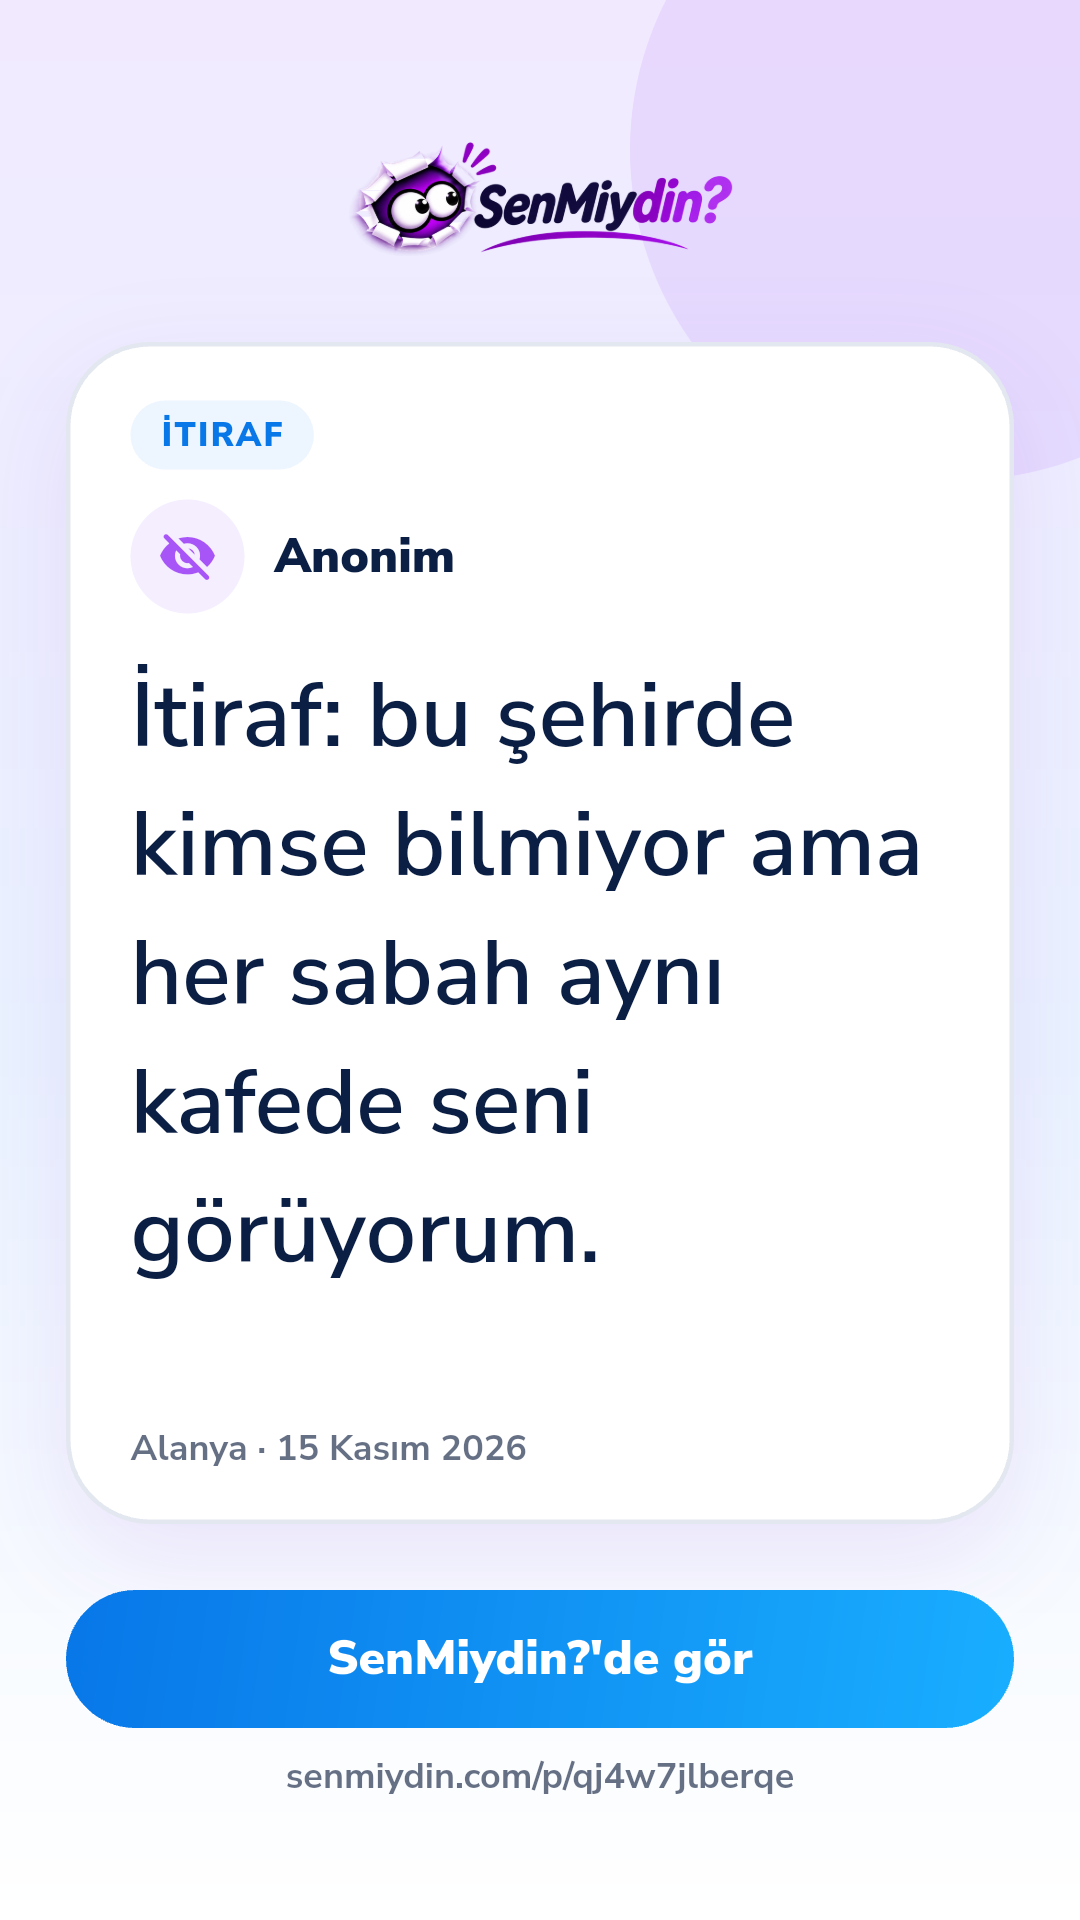 SenMiydin?
İTIRAF
Anonim
İtiraf: bu şehirde
kimse bilmiyor ama
her sabah aynı
kafede seni
görüyorum.
Alanya · 15 Kasım 2026
SenMiydin?'de gör
senmiydin.com/p/qj4w7jlberqe